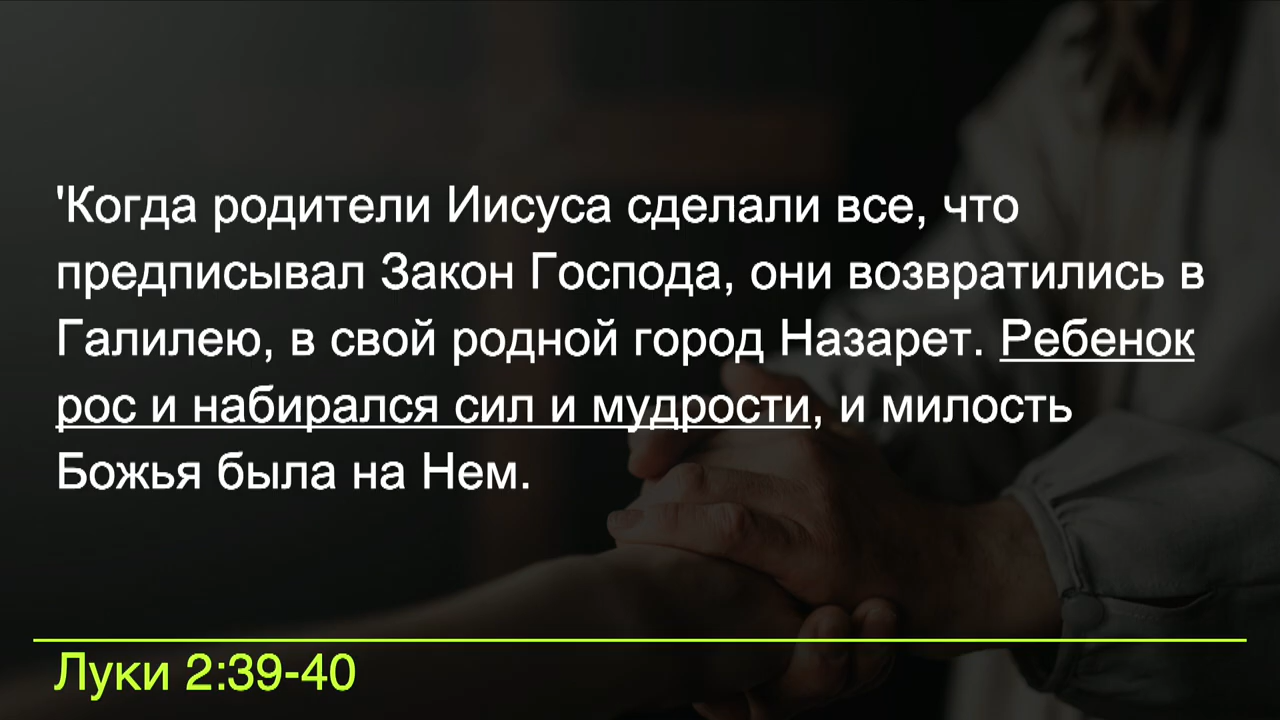 'Когда родители Иисуса сделали все, что
предписывал Закон Господа, они возвратились в
Галилею, в свой родной город Назарет. Ребенок
рос и набирался сил и мудрости, и милость
Божья была на Нем.
Луки 2:39-40